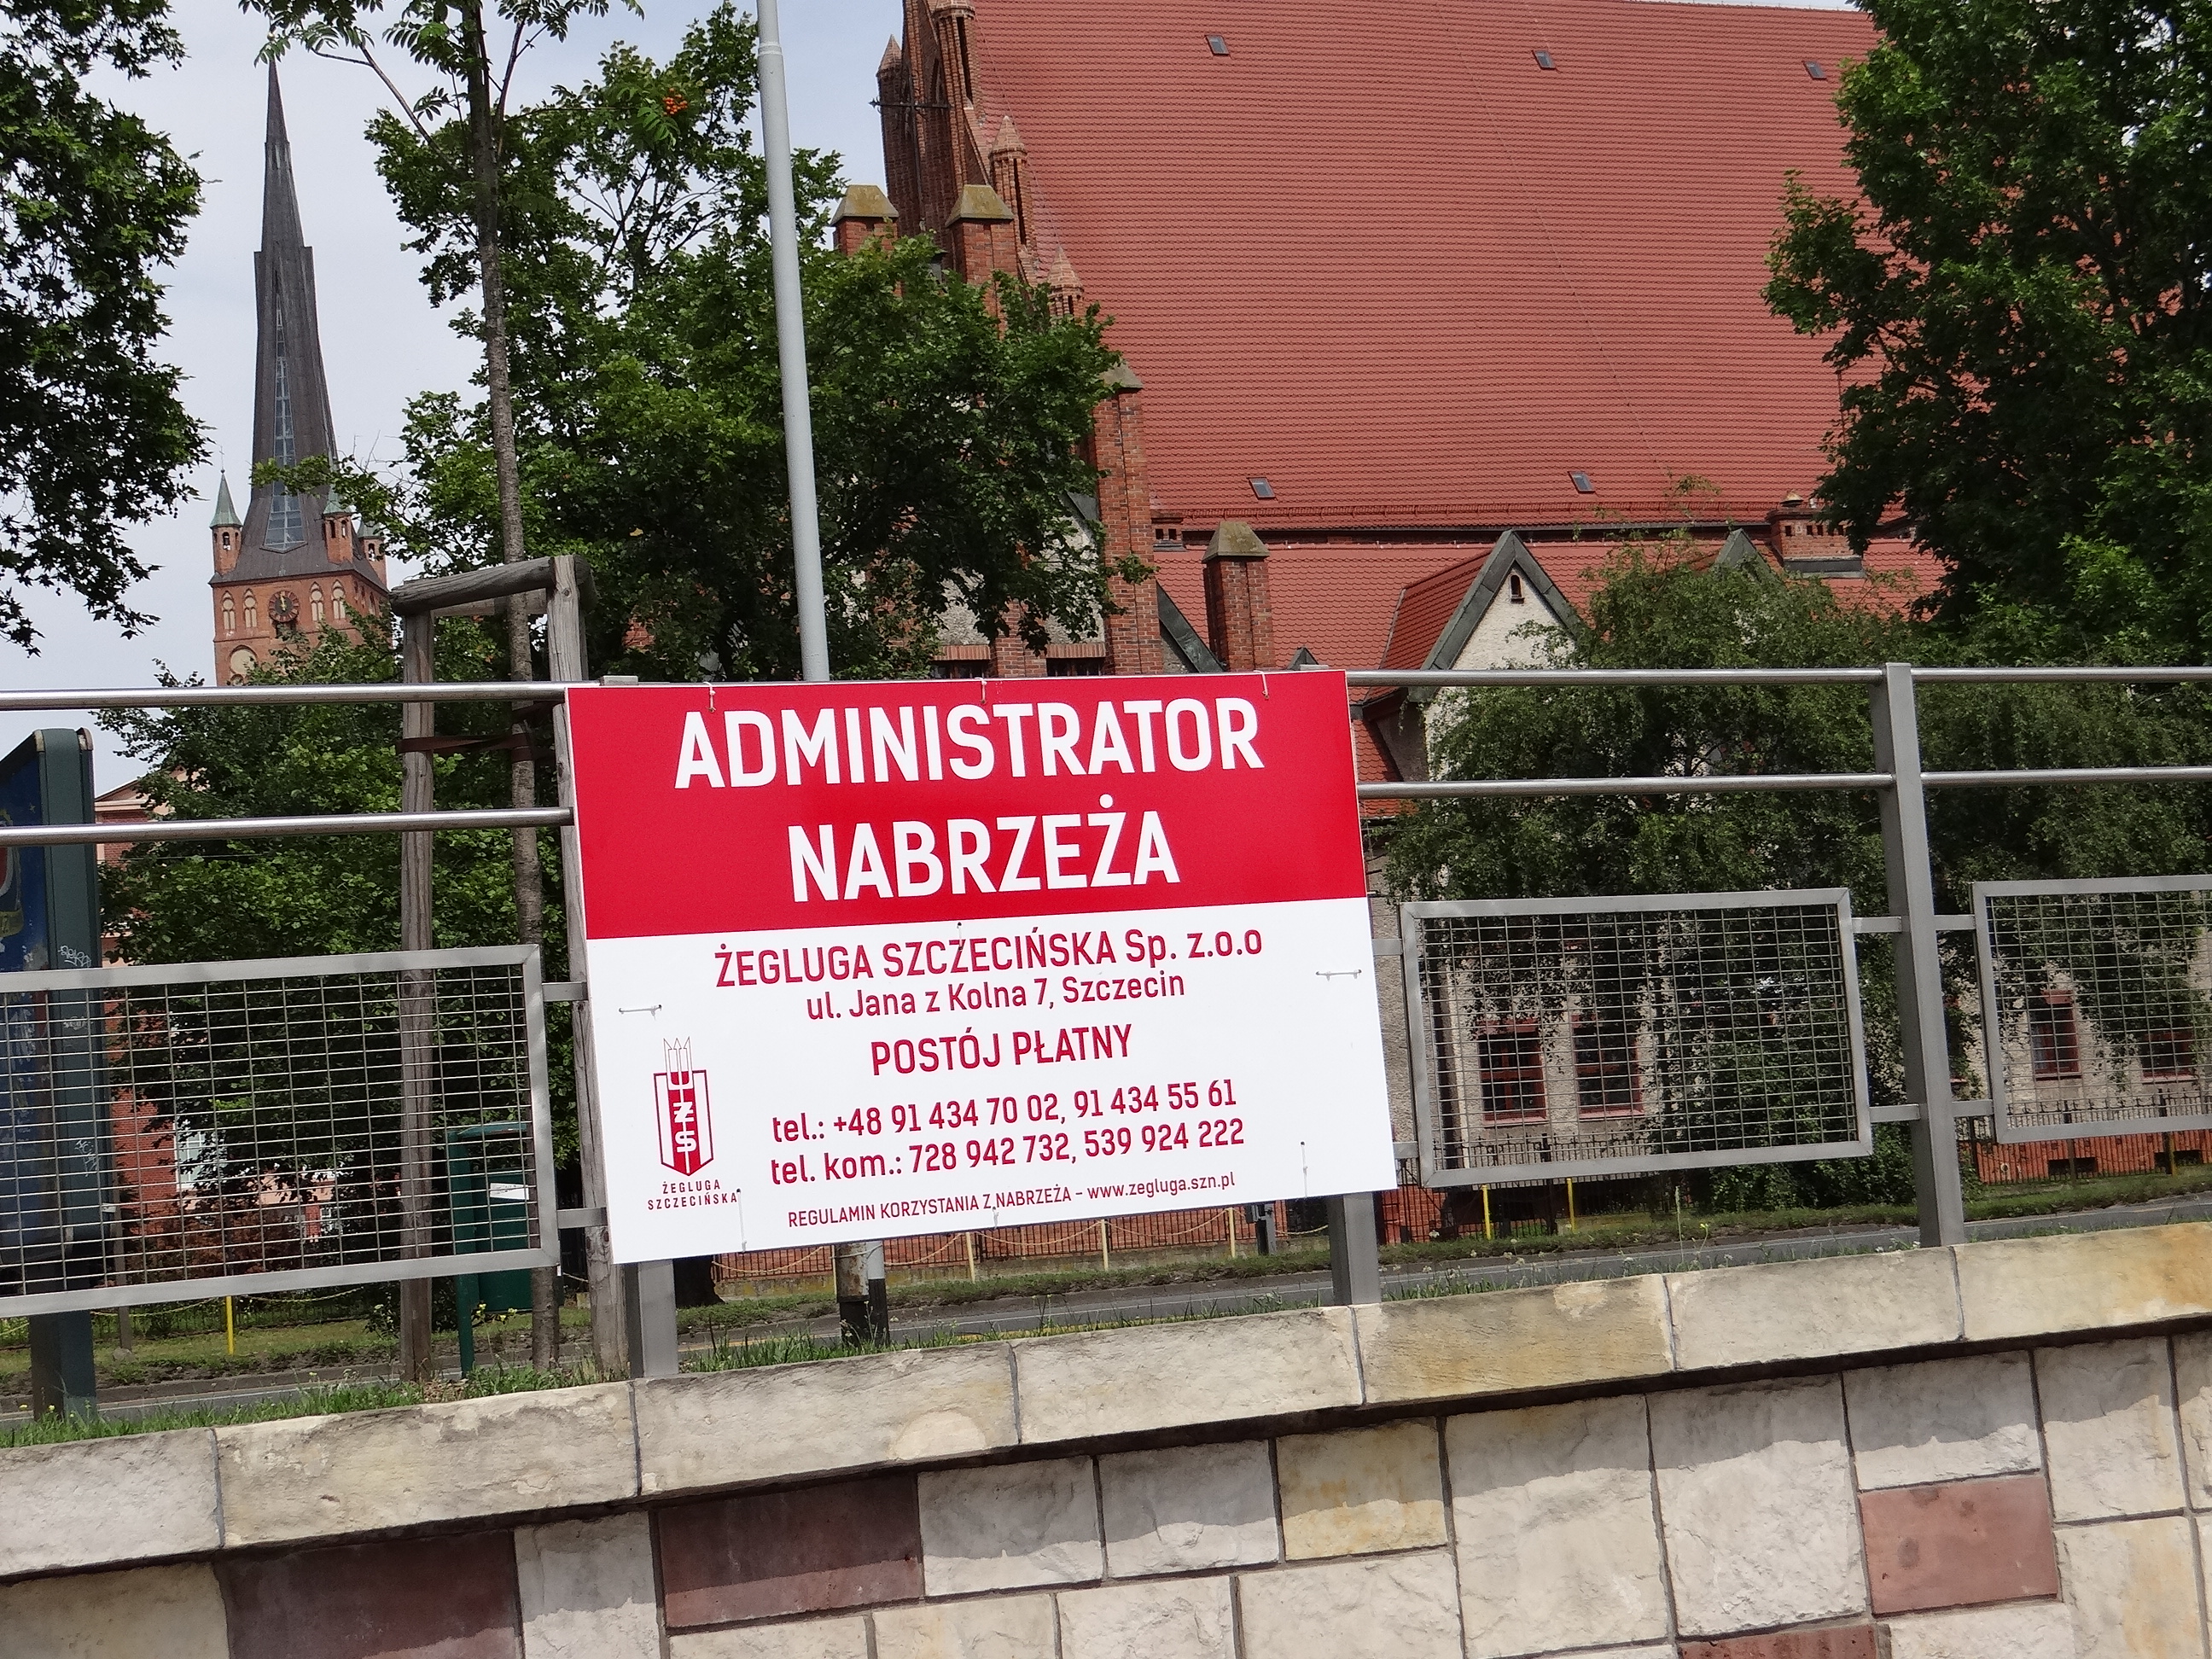 ADMINISTRATOR
NABRZEŻA
ŻEGLUGA SZCZECIŃSKA Sp. z.o.o
ul. Jana z Kolna 7, Szczecin
POSTÓJ PŁATNY
tel.: +48 91 434 70 02, 91 434 55 61
tel. kom.: 728 942 732, 539 924 222
REGULAMIN KORZYSTANIA Z NABRZEŻA - www.zegluga.szn.pl
ŻEGLUGA
SZCZECIŃSKA